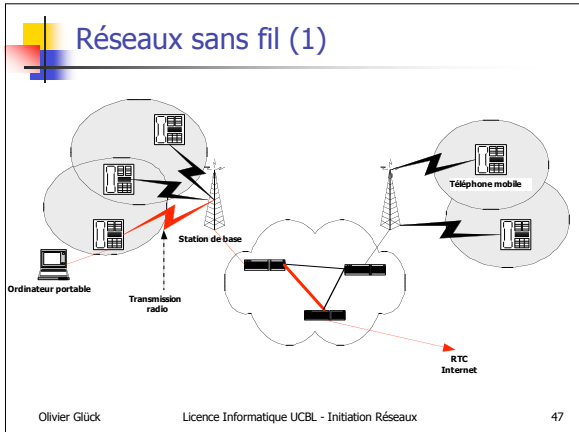 Réseaux sans fil (1)
Téléphone mobile
Station de base
Ordinateur portable
Transmission
radio
RTC
Internet
Olivier Glück
Licence Informatique UCBL - Initiation Réseaux
47